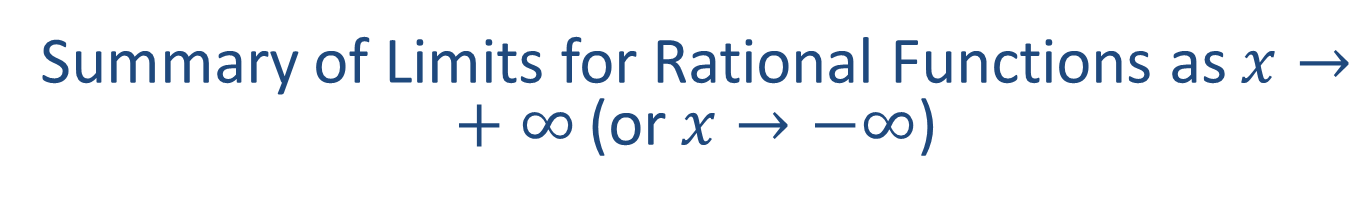 Summary of Limits for Rational Functions as 𝑥 →
+ ∞ (or 𝑥 → −∞)